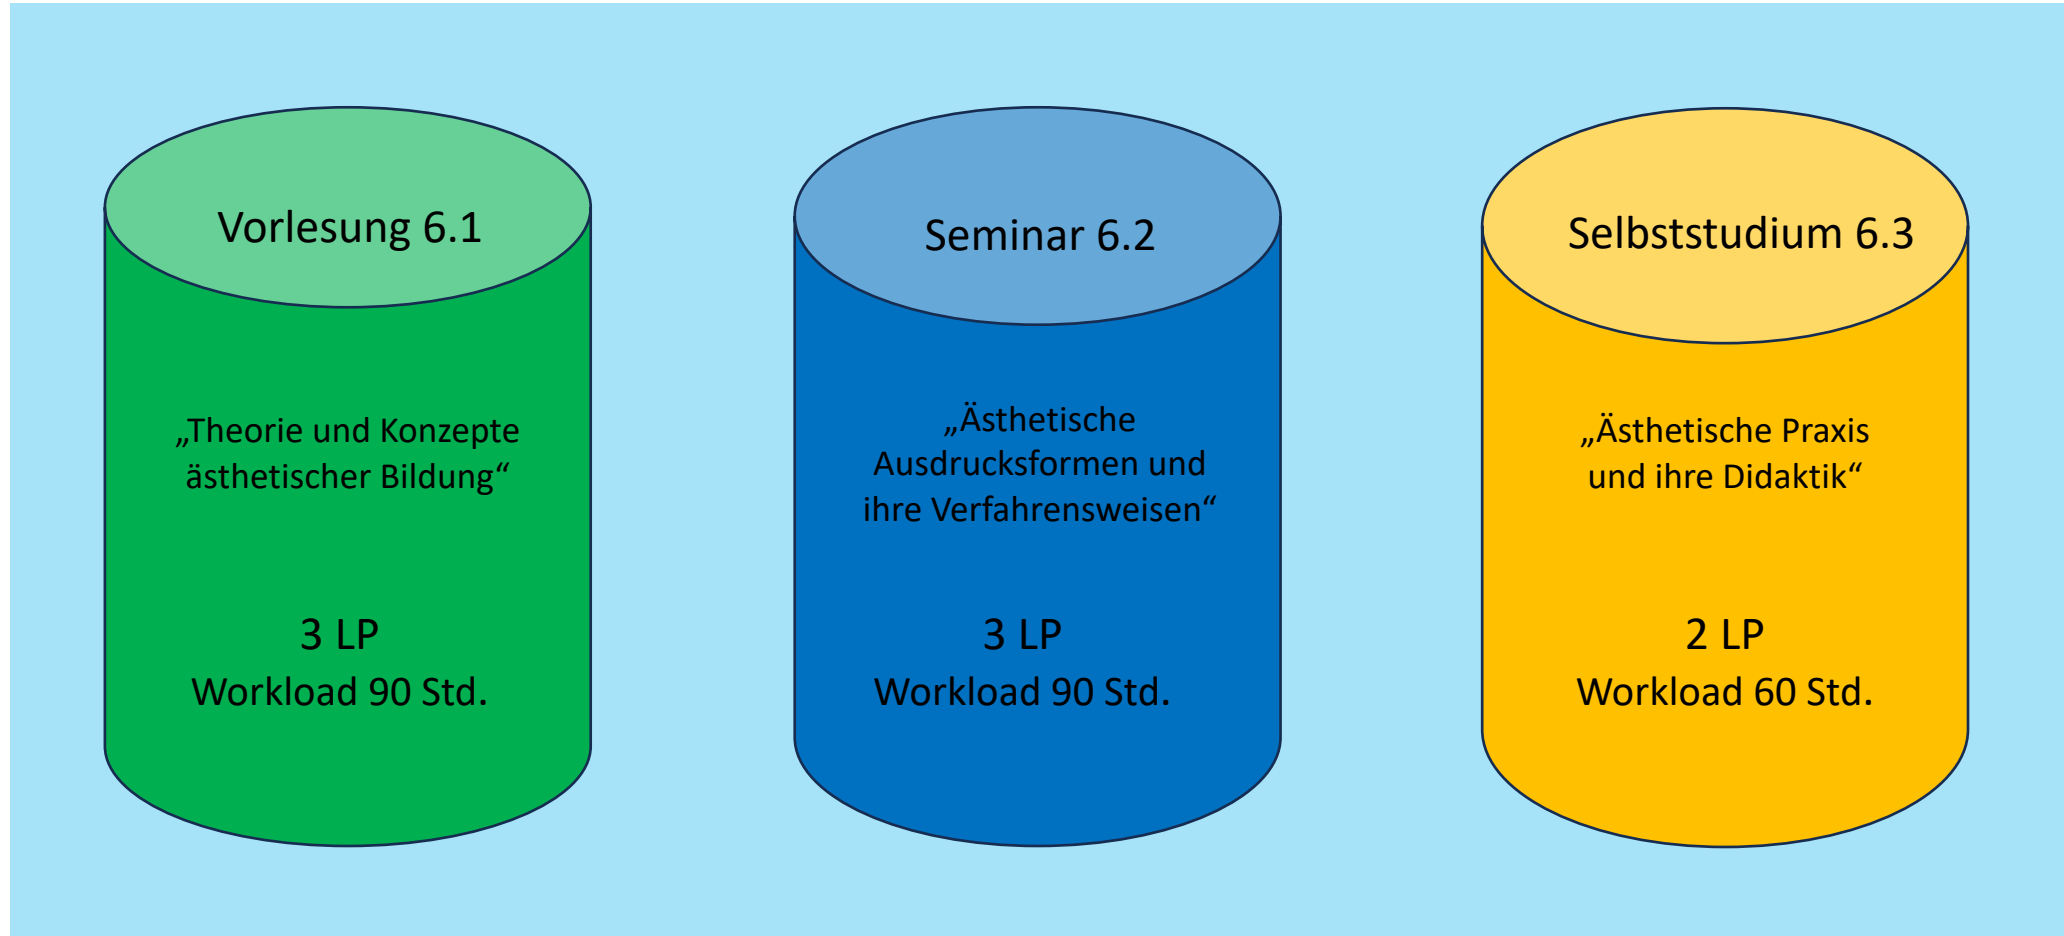 Vorlesung 6.1
„Theorie und Konzepte
ästhetischer Bildung“
3 LP
Workload 90 Std.
Seminar 6.2
„Ästhetische
Ausdrucksformen und
ihre Verfahrensweisen“
3 LP
Workload 90 Std.
Selbststudium 6.3
„Ästhetische Praxis
und ihre Didaktik“
2 LP
Workload 60 Std.